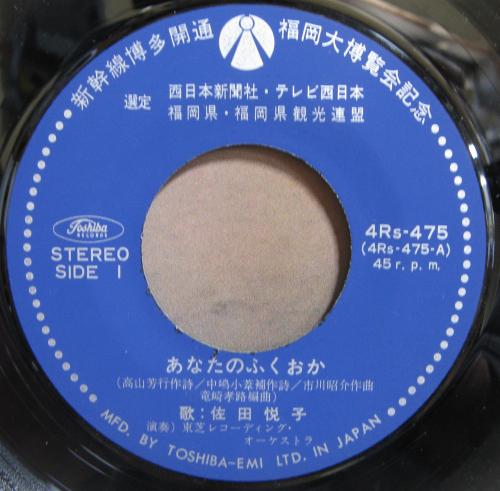 新幹線博多開通 福岡大博覧会記念
選定 西日本新聞社・テレビ西日本
福岡県・福岡県観光連盟
Toshiba
RECORDS
STEREO
SIDE 1
4RS-475
(4RS-475-A)
45 r.p.m.
あなたのふくおか
(高山芳行作詩/中嶋小菶補作詩/市川昭介作曲
竜崎孝路編曲)
歌:佐田悦子
演奏)東芝レコーディング・
オーケストラ
MFD. BY TOSHIBA-EMI LTD. IN JAPAN